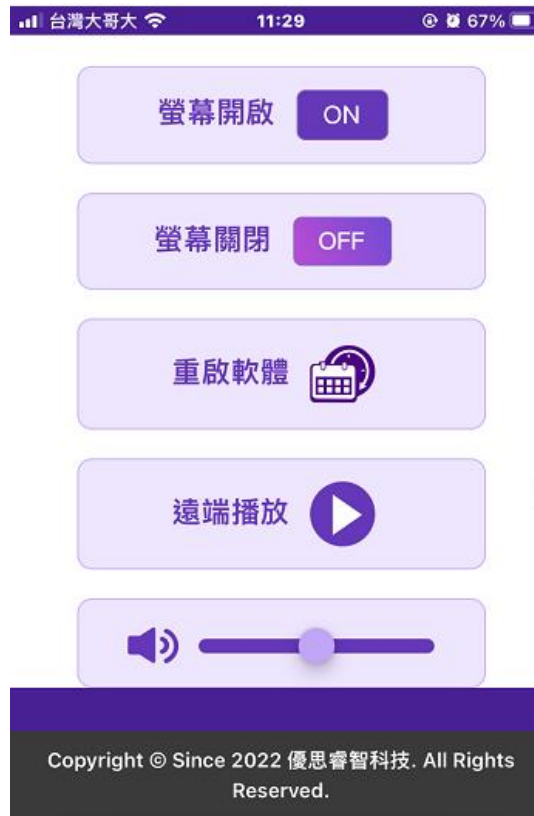 台灣大哥大 11:29 67%
螢幕開啟 ON
螢幕關閉 OFF
重啟軟體
遠端播放
Copyright © Since 2022 優思睿智科技. All Rights
Reserved.